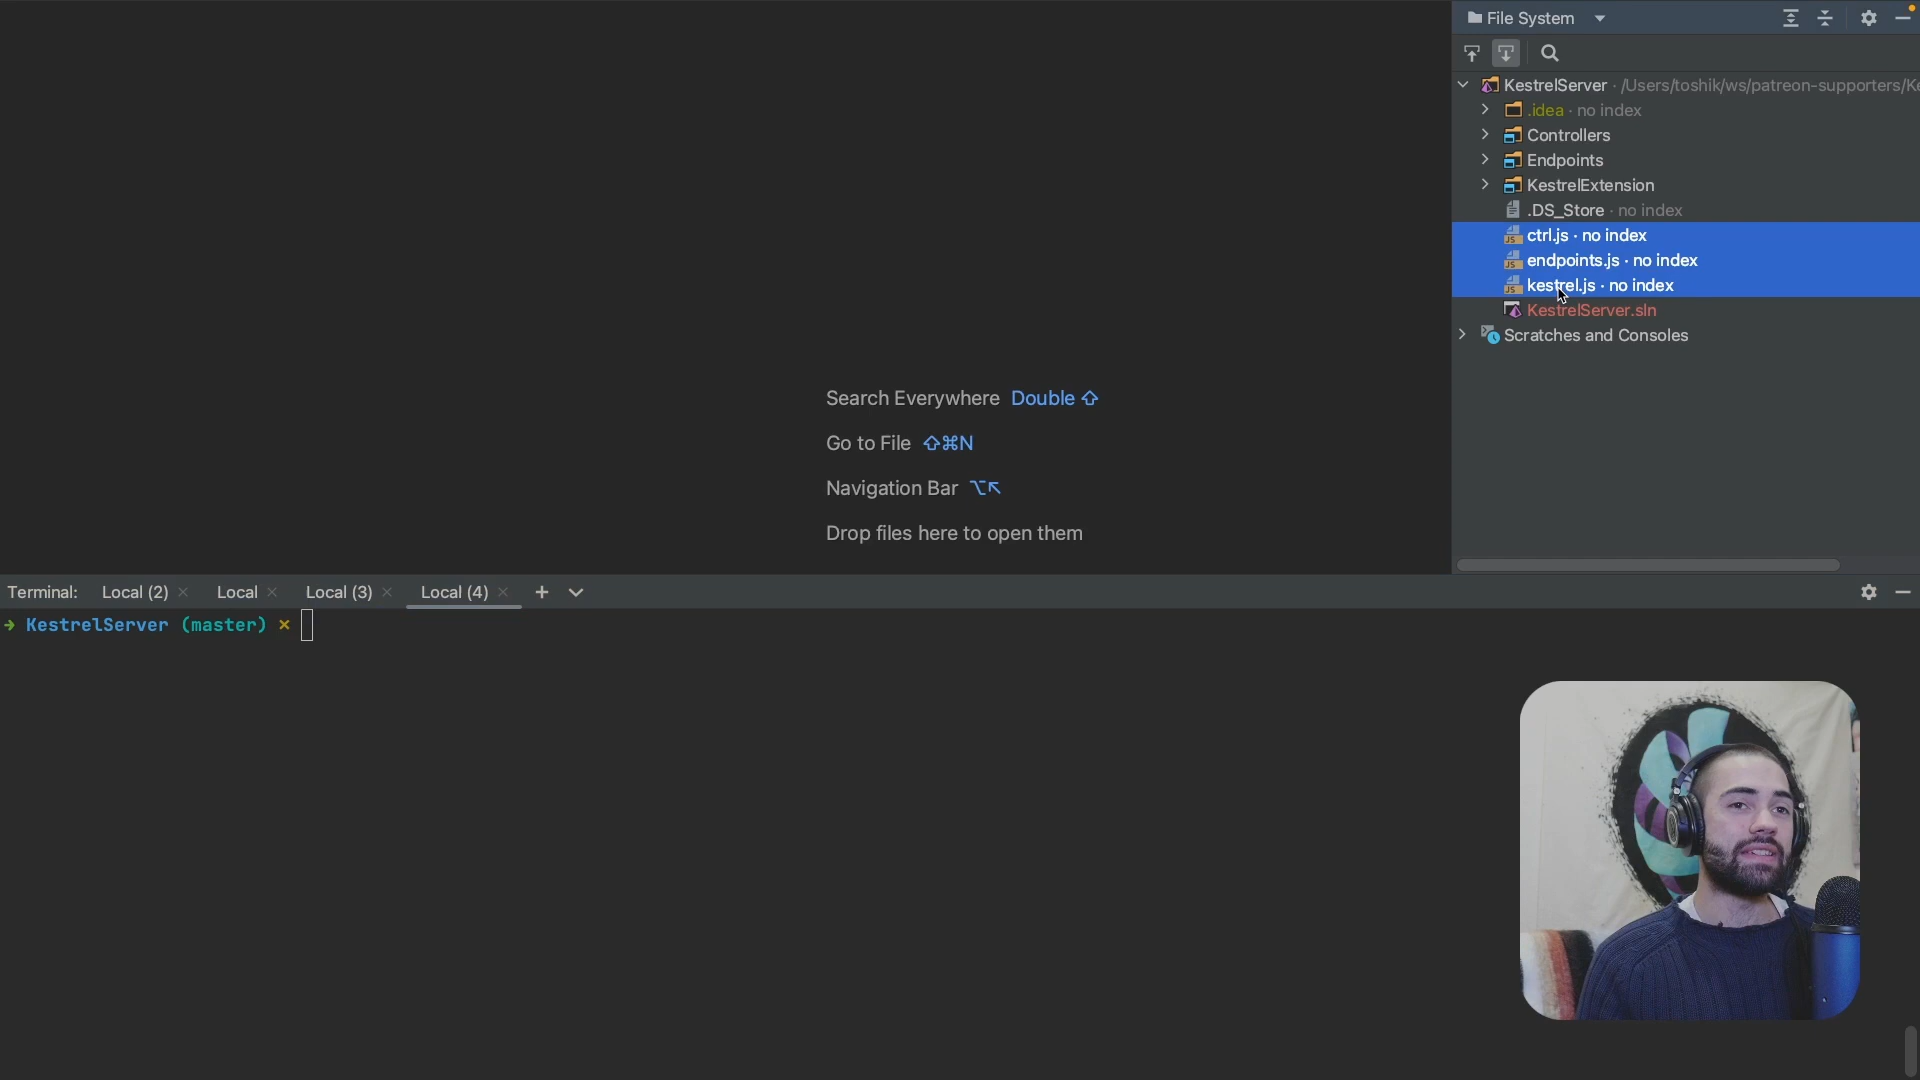 File System
KestrelServer · /Users/toshik/ws/patreon-supporters/Ke
.idea · no index
Controllers
Endpoints
KestrelExtension
.DS_Store · no index
ctrl.js · no index
endpoints.js · no index
kestrel.js · no index
KestrelServer.sln
Scratches and Consoles
Search Everywhere Double ⇧
Go to File ⇧⌘N
Navigation Bar ⌥↖
Drop files here to open them
Terminal: Local (2) × Local × Local (3) × Local (4) × +
→ KestrelServer (master) ×